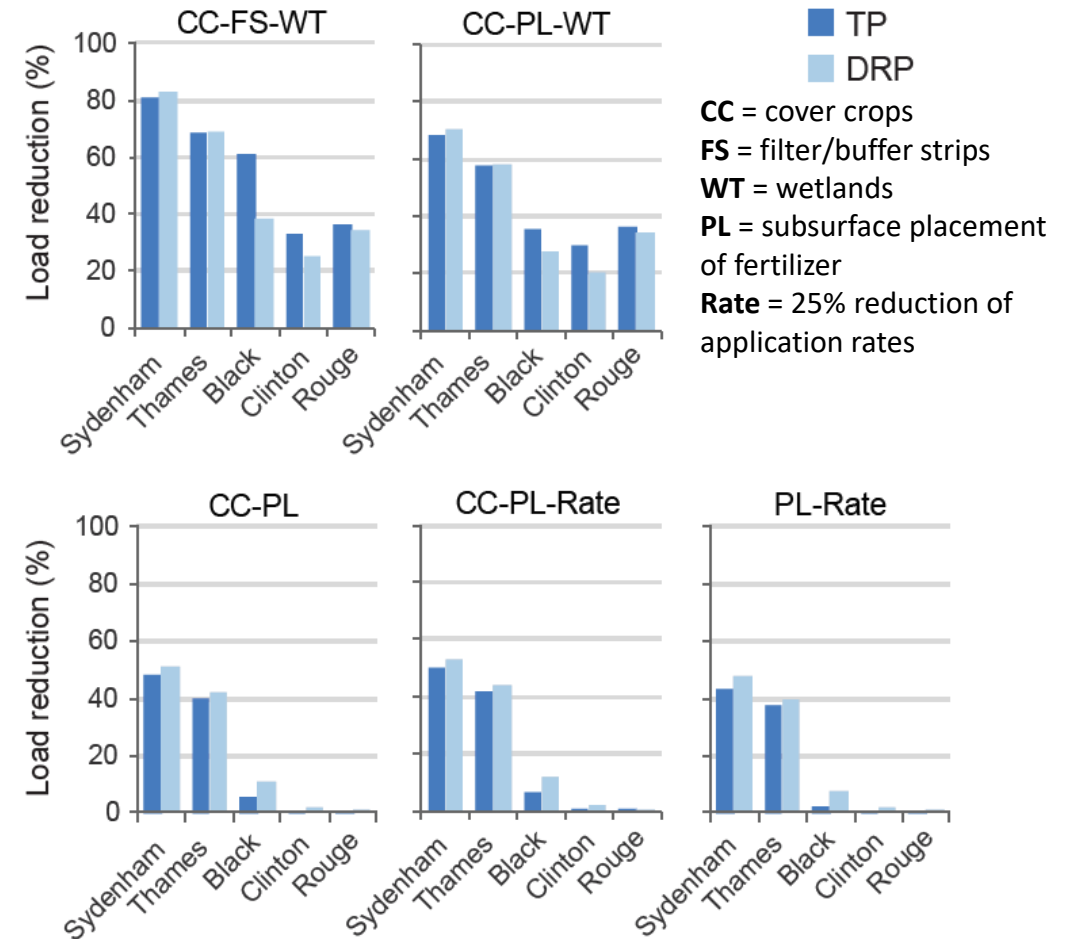 CC-FS-WT
CC-PL-WT
TP
DRP
CC = cover crops
FS = filter/buffer strips
WT = wetlands
PL = subsurface placement
of fertilizer
Rate = 25% reduction of
application rates
Load reduction (%)
100
80
60
40
20
0
Sydenham
Thames
Black
Clinton
Rouge
Sydenham
Thames
Black
Clinton
Rouge
CC-PL
CC-PL-Rate
PL-Rate
Load reduction (%)
100
80
60
40
20
0
Sydenham
Thames
Black
Clinton
Rouge
Sydenham
Thames
Black
Clinton
Rouge
Sydenham
Thames
Black
Clinton
Rouge